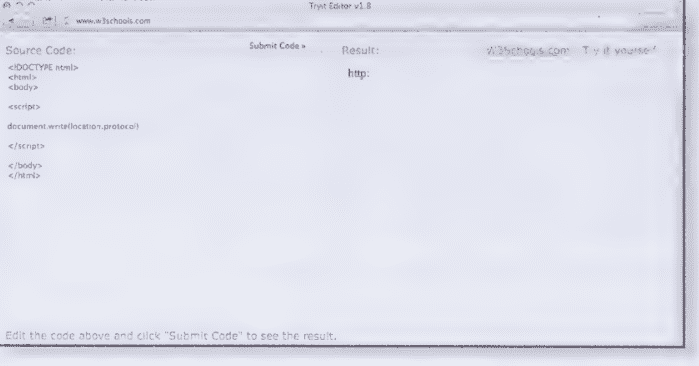 Tryit Editor v1.8
www.w3schools.com
Source Code:
Submit Code »
Result:
W3Schools.com Try it yourself
<!DOCTYPE html>
<html>
<body>
<script>
document.write(location.protocol)
</script>
</body>
</html>
http:
Edit the code above and click "Submit Code" to see the result.